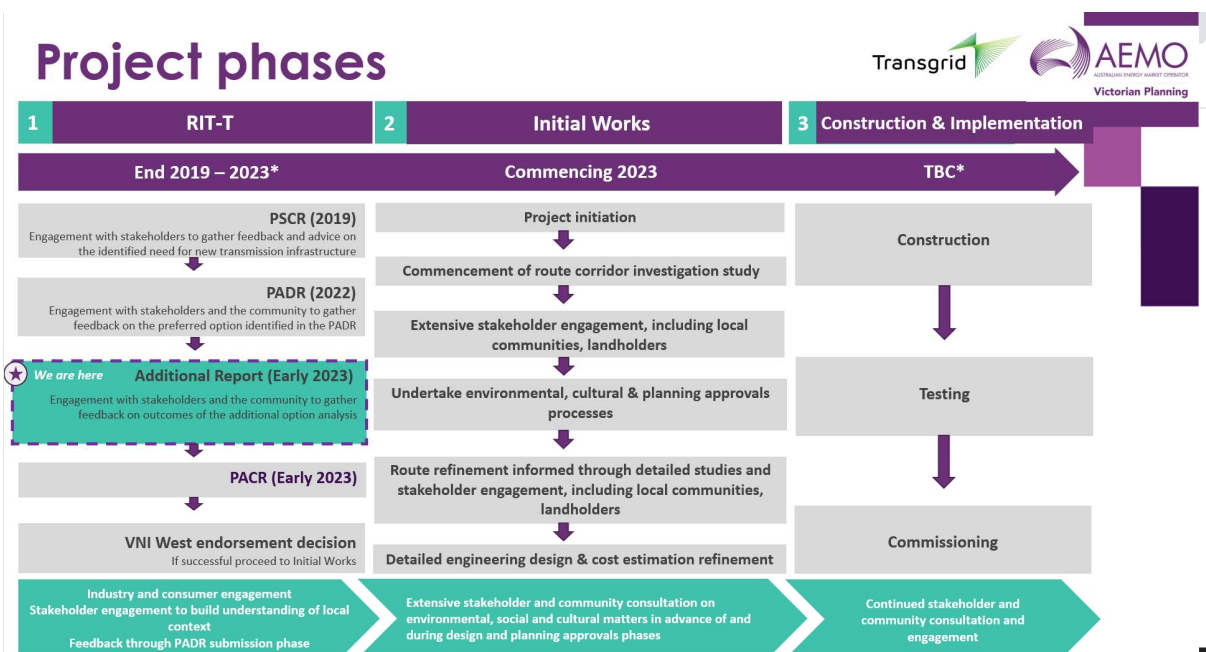 Project phases
Transgrid
AEMO
AUSTRALIAN ENERGY MARKET OPERATOR
Victorian Planning
1
RIT-T
2
Initial Works
3
Construction & Implementation
End 2019 – 2023*
Commencing 2023
TBC*
PSCR (2019)
Engagement with stakeholders to gather feedback and advice on
the identified need for new transmission infrastructure
PADR (2022)
Engagement with stakeholders and the community to gather
feedback on the preferred option identified in the PADR
We are here
Additional Report (Early 2023)
Engagement with stakeholders and the community to gather
feedback on outcomes of the additional option analysis
PACR (Early 2023)
VNI West endorsement decision
If successful proceed to Initial Works
Industry and consumer engagement
Stakeholder engagement to build understanding of local
context
Feedback through PADR submission phase
Project initiation
Commencement of route corridor investigation study
Extensive stakeholder engagement, including local
communities, landholders
Undertake environmental, cultural & planning approvals
processes
Route refinement informed through detailed studies and
stakeholder engagement, including local communities,
landholders
Detailed engineering design & cost estimation refinement
Extensive stakeholder and community consultation on
environmental, social and cultural matters in advance of and
during design and planning approvals phases
Construction
Testing
Commissioning
Continued stakeholder and
community consultation and
engagement